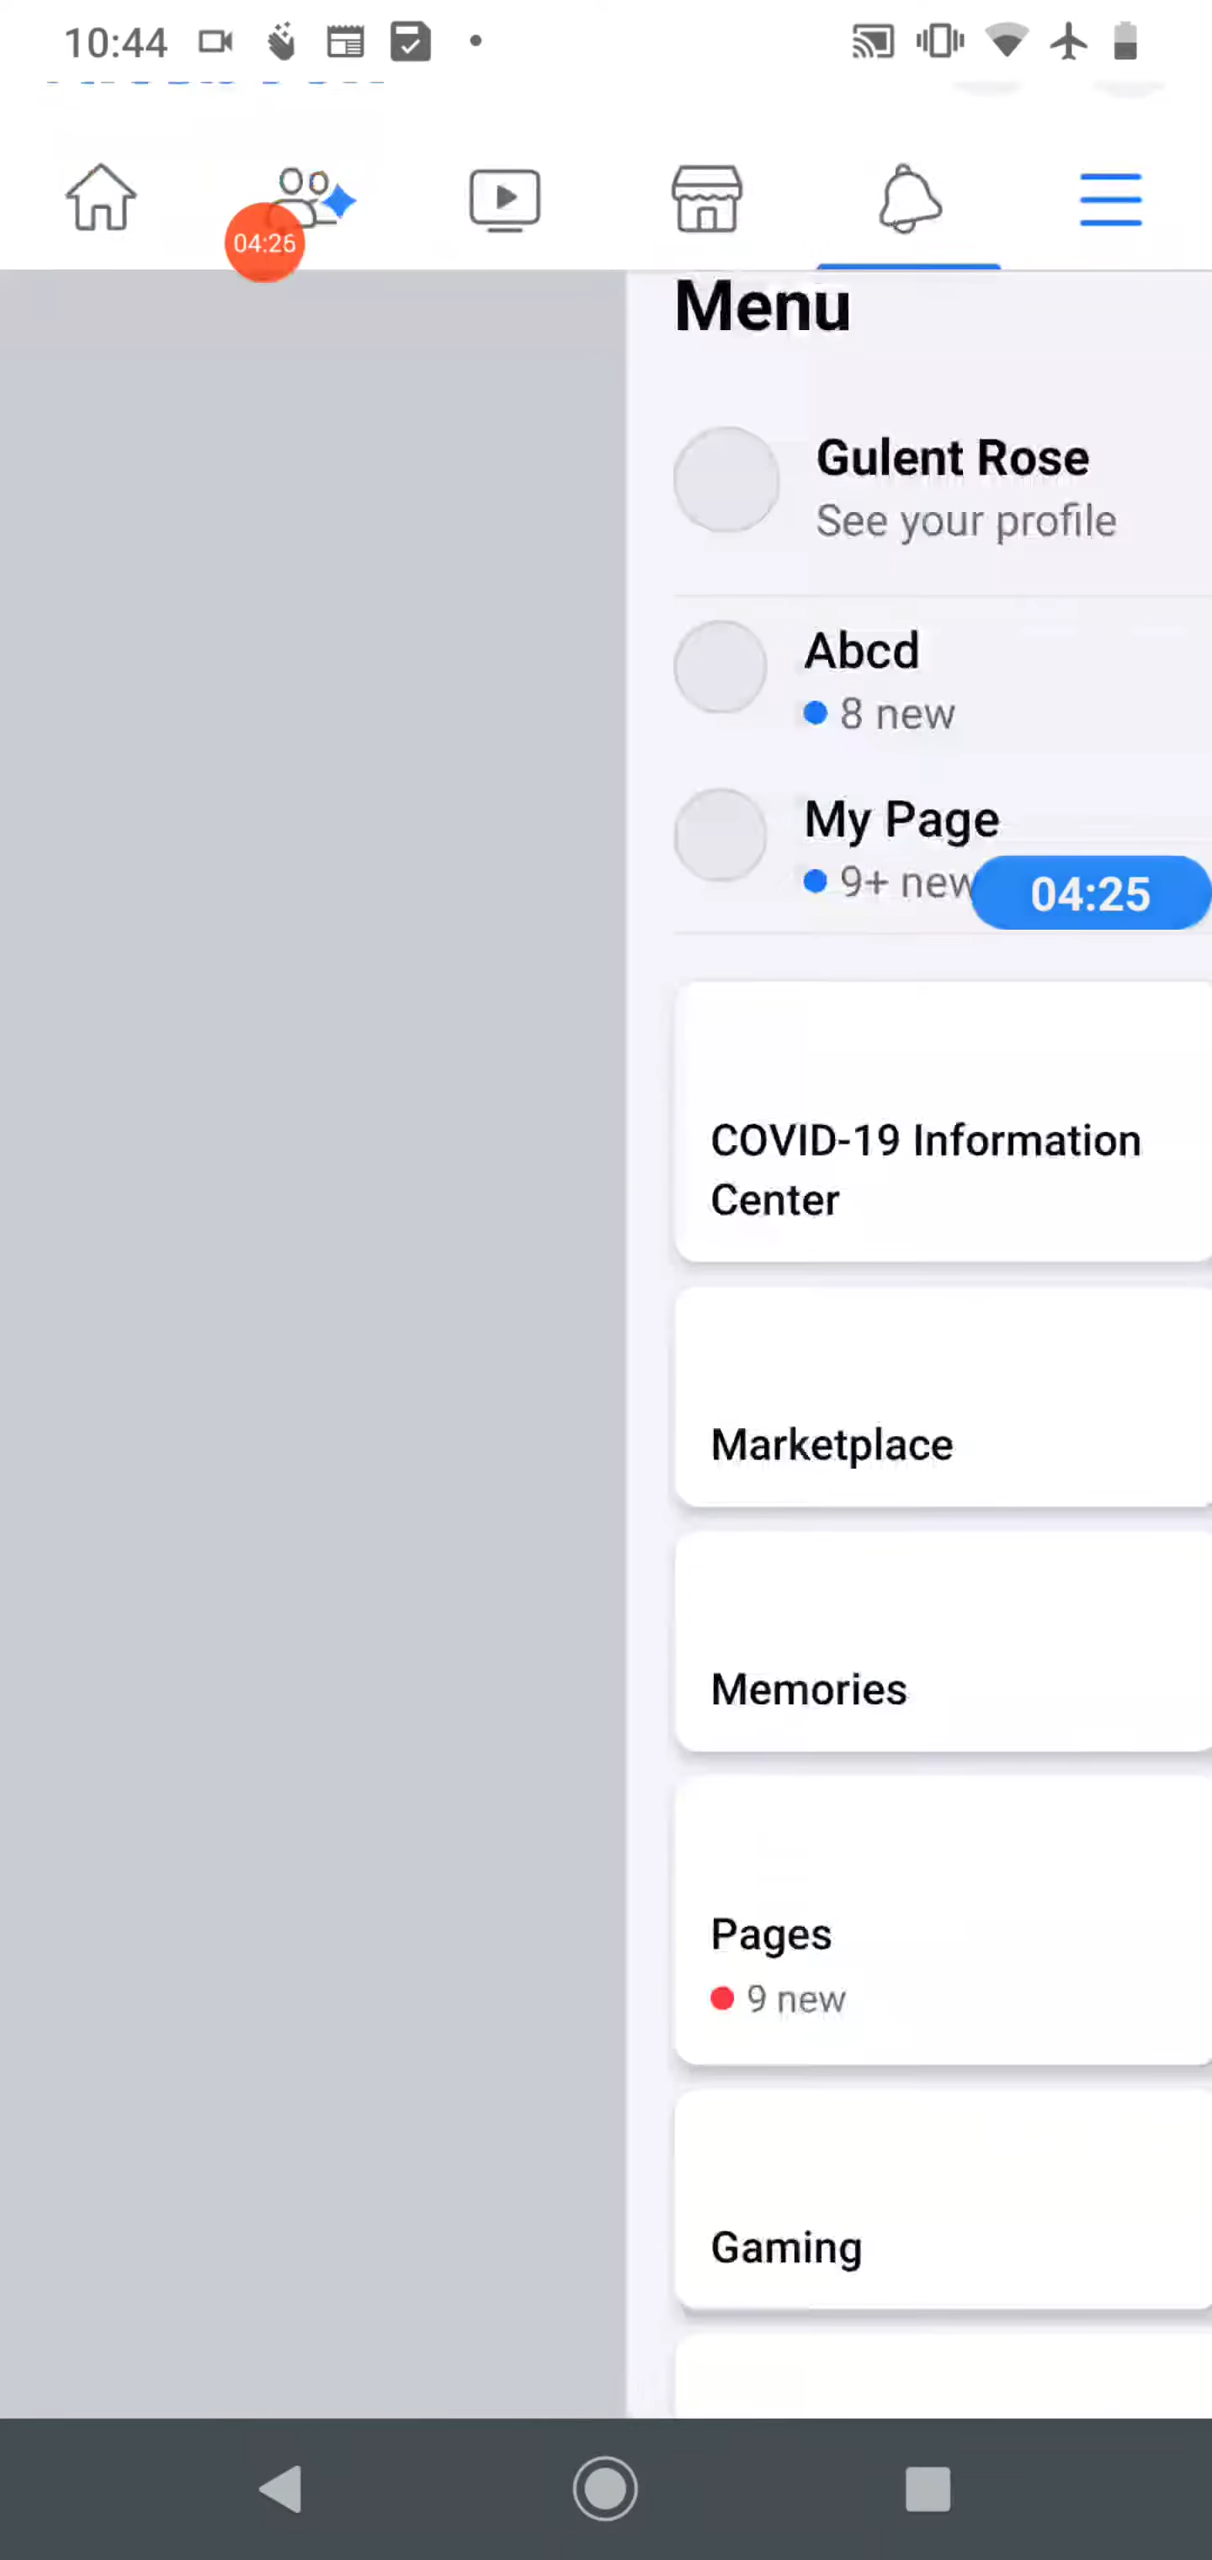 10:44
04:26
Menu
Gulent Rose
See your profile
Abcd
8 new
My Page
9+ new
04:25
COVID-19 Information
Center
Marketplace
Memories
Pages
9 new
Gaming